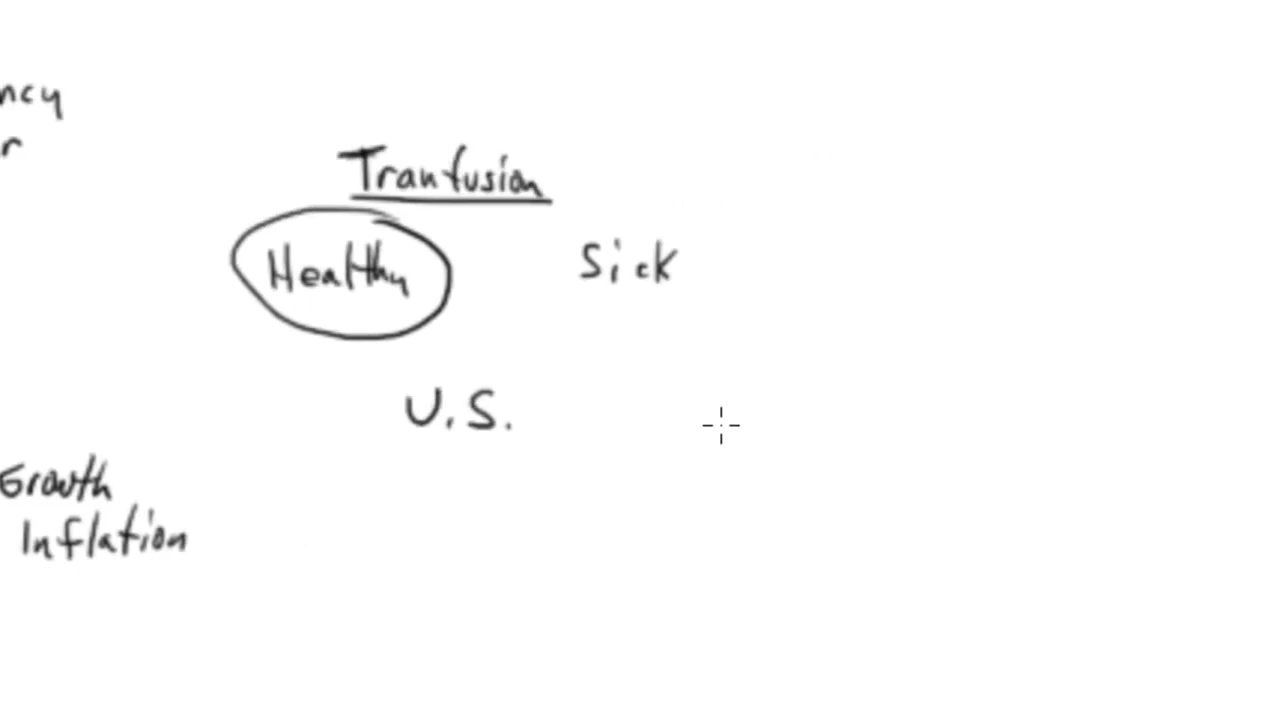 ncy
r
Tranfusion
Healthy
Sick
U.S.
Growth
Inflation